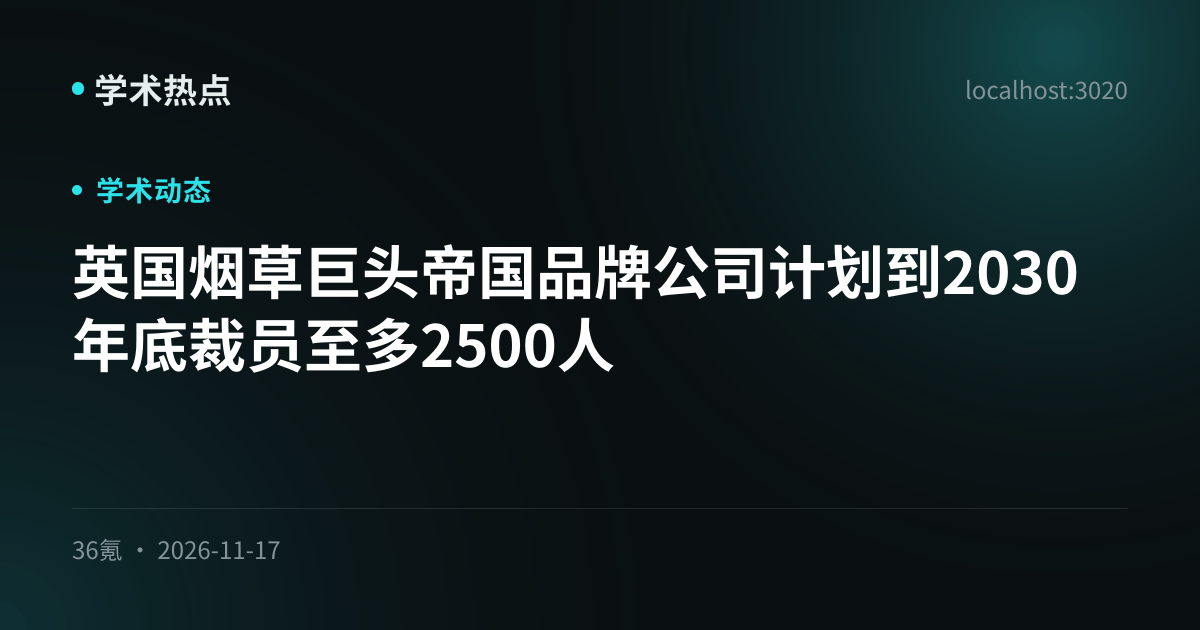 学术热点
localhost:3020
学术动态
英国烟草巨头帝国品牌公司计划到2030
年底裁员至多2500人
36氪 · 2026-11-17